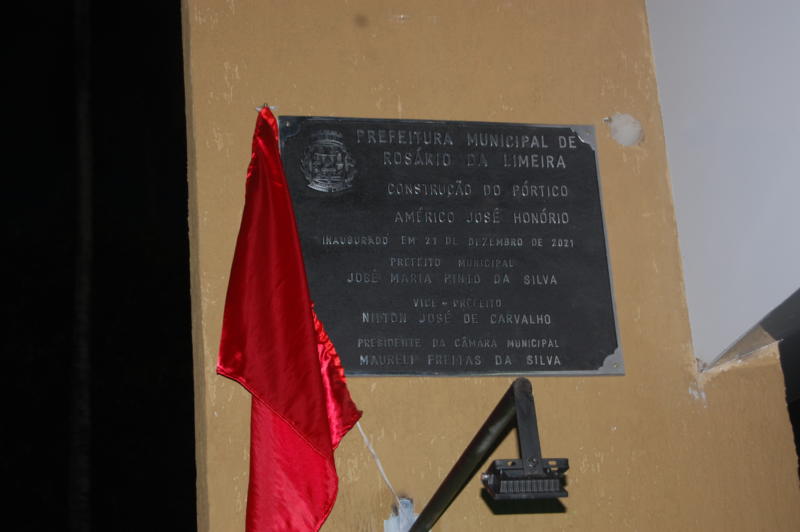 PREFEITURA MUNICIPAL DE
ROSÁRIO DA LIMEIRA
CONSTRUÇÃO DO PÓRTICO
AMÉRICO JOSÉ HONÓRIO
INAUGURADO EM 21 DE DEZEMBRO DE 2021
PREFEITO MUNICIPAL
JOSÉ MARIA PINTO DA SILVA
VICE - PREFEITO
NILTON JOSÉ DE CARVALHO
PRESIDENTE DA CÂMARA MUNICIPAL
MAURELI FREITAS DA SILVA